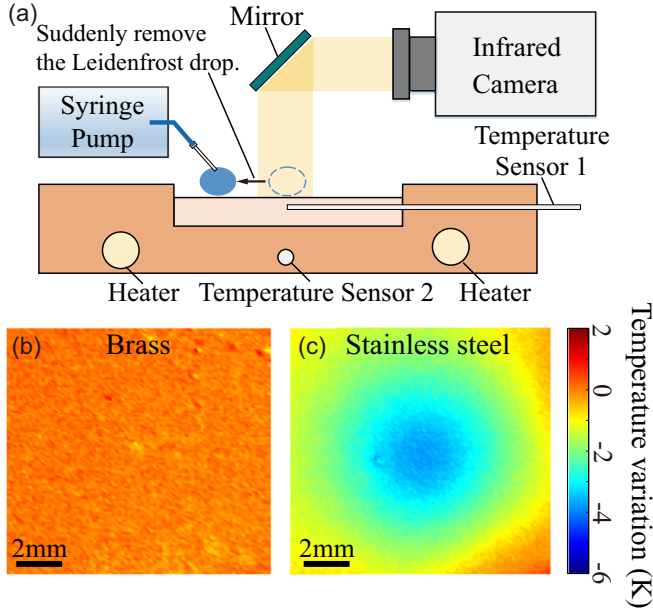 (a)
Mirror
Suddenly remove
the Leidenfrost drop.
Infrared
Camera
Syringe
Pump
Temperature
Sensor 1
Heater
Temperature Sensor 2
Heater
(b)
Brass
2mm
(c)
Stainless steel
2mm
2
0
-2
-4
-6
Temperature variation (K)